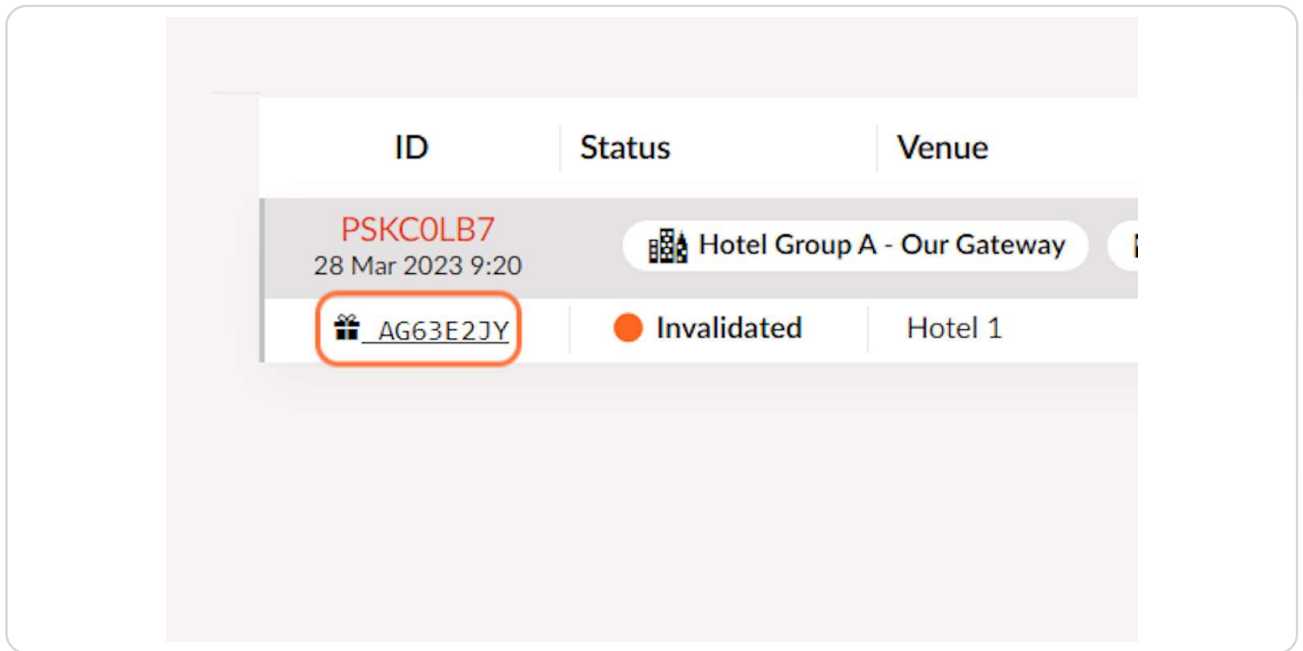 ID Status Venue
PSKC0LB7
28 Mar 2023 9:20
Hotel Group A - Our Gateway
AG63E2JY Invalidated Hotel 1